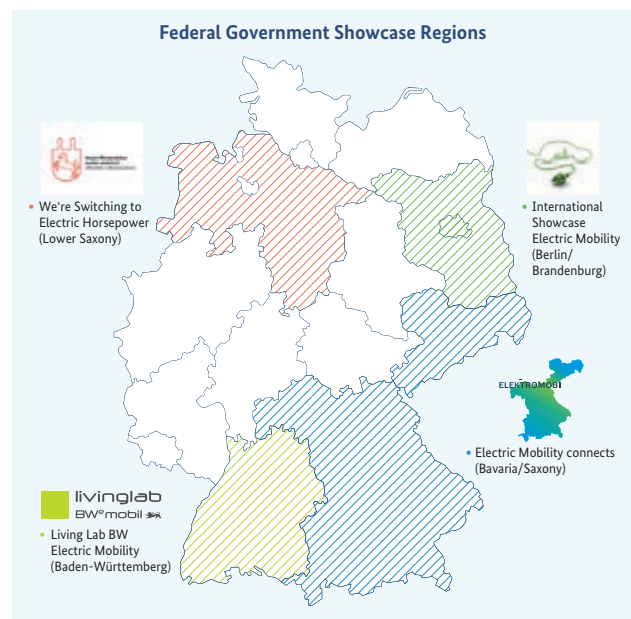 Federal Government Showcase Regions
• We're Switching to
Electric Horsepower
(Lower Saxony)
• International
Showcase
Electric Mobility
(Berlin/
Brandenburg)
ELEKTROMOBI
• Electric Mobility connects
(Bavaria/Saxony)
livinglab
BWe mobil
• Living Lab BW
Electric Mobility
(Baden-Württemberg)